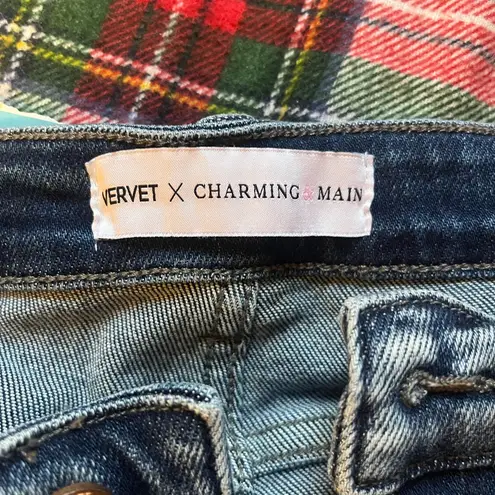 VERVET X CHARMING & MAIN